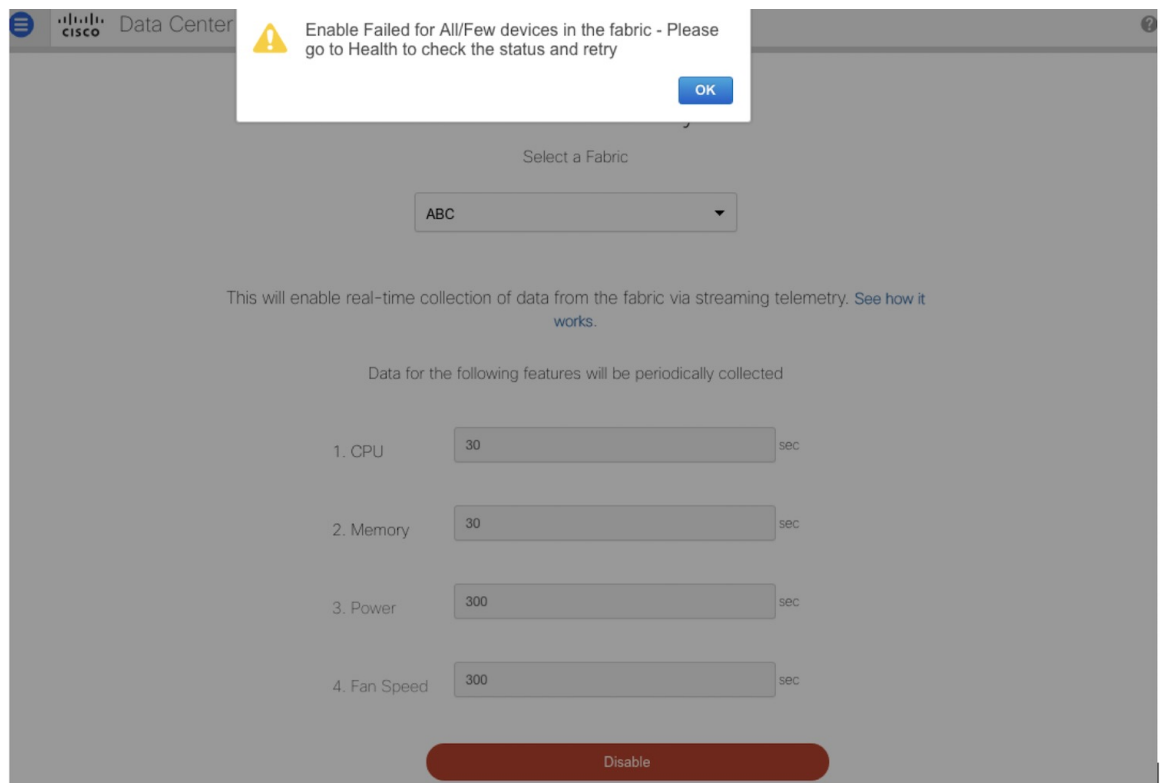 cisco Data Center
Enable Failed for All/Few devices in the fabric - Please
go to Health to check the status and retry
OK
Select a Fabric
ABC
This will enable real-time collection of data from the fabric via streaming telemetry. See how it
works.
Data for the following features will be periodically collected
1. CPU 30 sec
2. Memory 30 sec
3. Power 300 sec
4. Fan Speed 300 sec
Disable